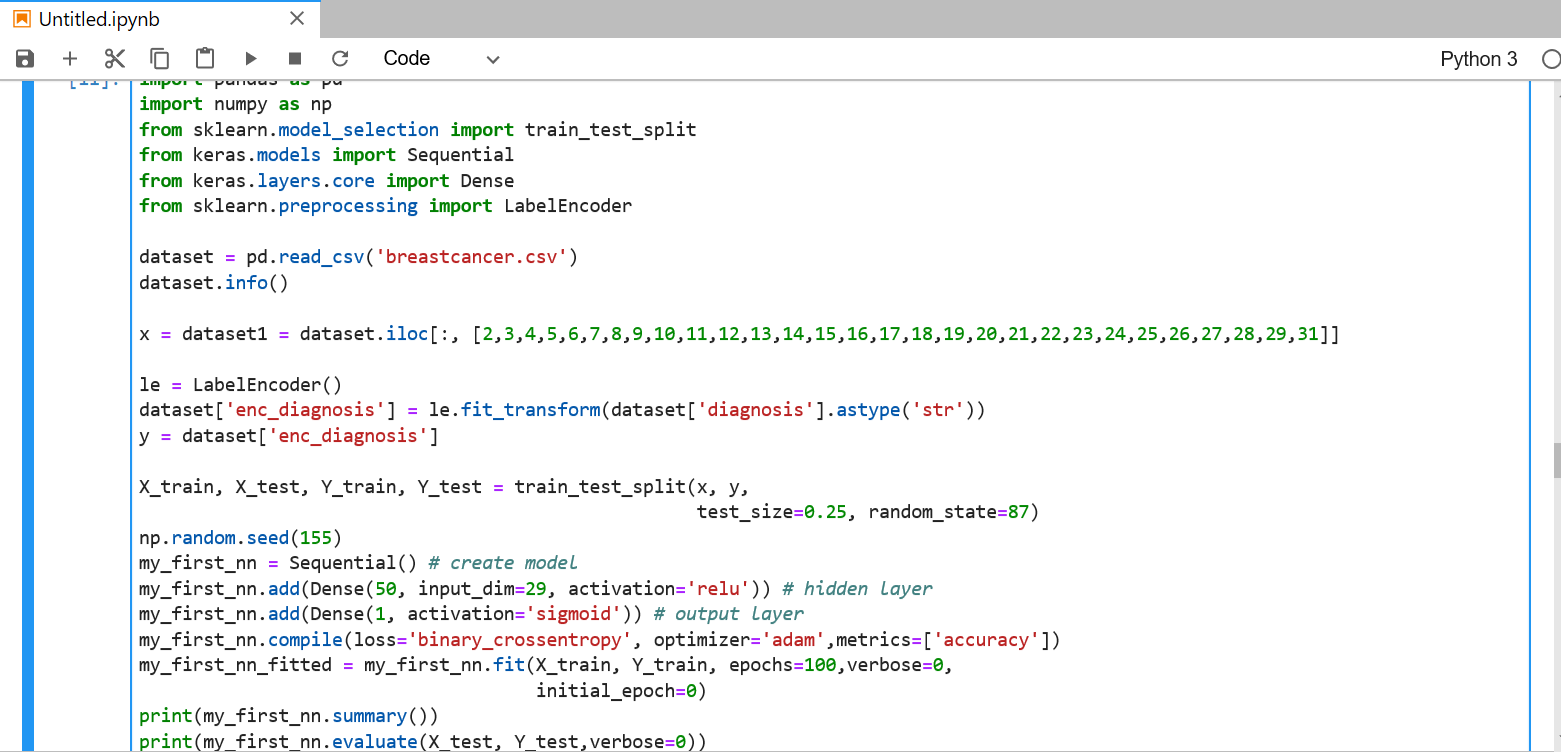 Untitled.ipynb
Code
Python 3
[11]:
import pandas as pd
import numpy as np
from sklearn.model_selection import train_test_split
from keras.models import Sequential
from keras.layers.core import Dense
from sklearn.preprocessing import LabelEncoder
dataset = pd.read_csv('breastcancer.csv')
dataset.info()
x = dataset1 = dataset.iloc[:, [2,3,4,5,6,7,8,9,10,11,12,13,14,15,16,17,18,19,20,21,22,23,24,25,26,27,28,29,31]]
le = LabelEncoder()
dataset['enc_diagnosis'] = le.fit_transform(dataset['diagnosis'].astype('str'))
y = dataset['enc_diagnosis']
X_train, X_test, Y_train, Y_test = train_test_split(x, y,
test_size=0.25, random_state=87)
np.random.seed(155)
my_first_nn = Sequential() # create model
my_first_nn.add(Dense(50, input_dim=29, activation='relu')) # hidden layer
my_first_nn.add(Dense(1, activation='sigmoid')) # output layer
my_first_nn.compile(loss='binary_crossentropy', optimizer='adam',metrics=['accuracy'])
my_first_nn_fitted = my_first_nn.fit(X_train, Y_train, epochs=100,verbose=0,
initial_epoch=0)
print(my_first_nn.summary())
print(my_first_nn.evaluate(X_test, Y_test,verbose=0))